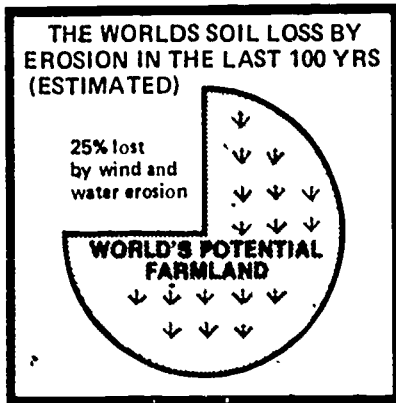 THE WORLDS SOIL LOSS BY
EROSION IN THE LAST 100 YRS
(ESTIMATED)
25% lost
by wind and
water erosion
WORLD'S POTENTIAL
FARMLAND